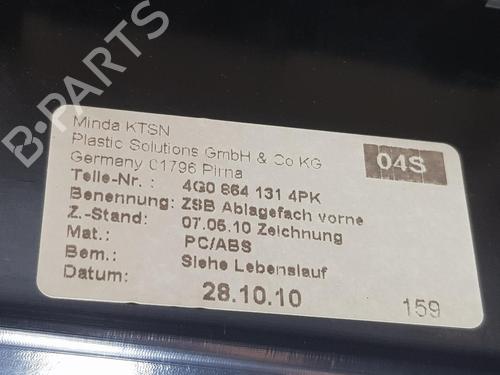 B-PARTS
Minda KTSN
Plastic Solutions GmbH & Co KG
Germany 01796 Pirna
04S
Teile-Nr.: 4G0 864 131 4PK
Benennung: ZSB Ablagefach vorne
Z.-Stand: 07.05.10 Zeichnung
Mat.: PC/ABS
Bem.: Siehe Lebenslauf
Datum: 28.10.10
159